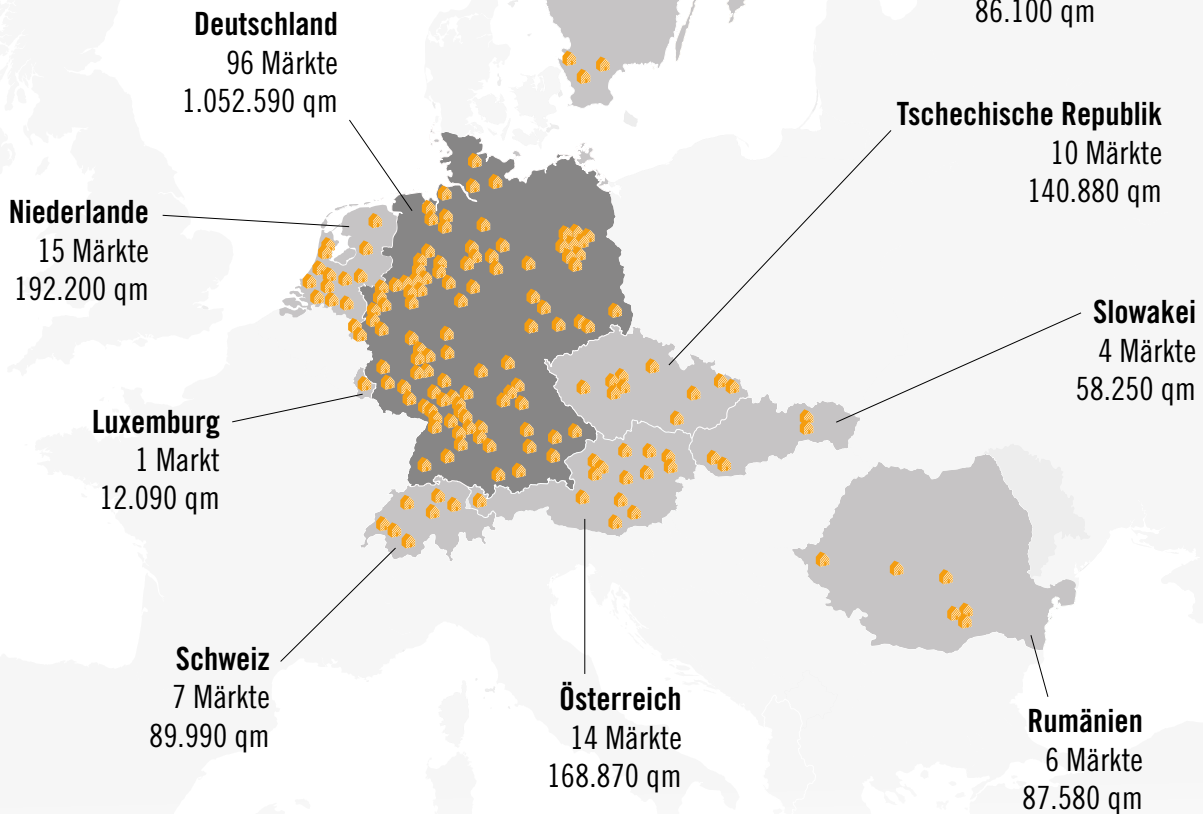 86.100 qm
Deutschland
96 Märkte
1.052.590 qm
Tschechische Republik
10 Märkte
140.880 qm
Niederlande
15 Märkte
192.200 qm
Slowakei
4 Märkte
58.250 qm
Luxemburg
1 Markt
12.090 qm
Schweiz
7 Märkte
89.990 qm
Österreich
14 Märkte
168.870 qm
Rumänien
6 Märkte
87.580 qm